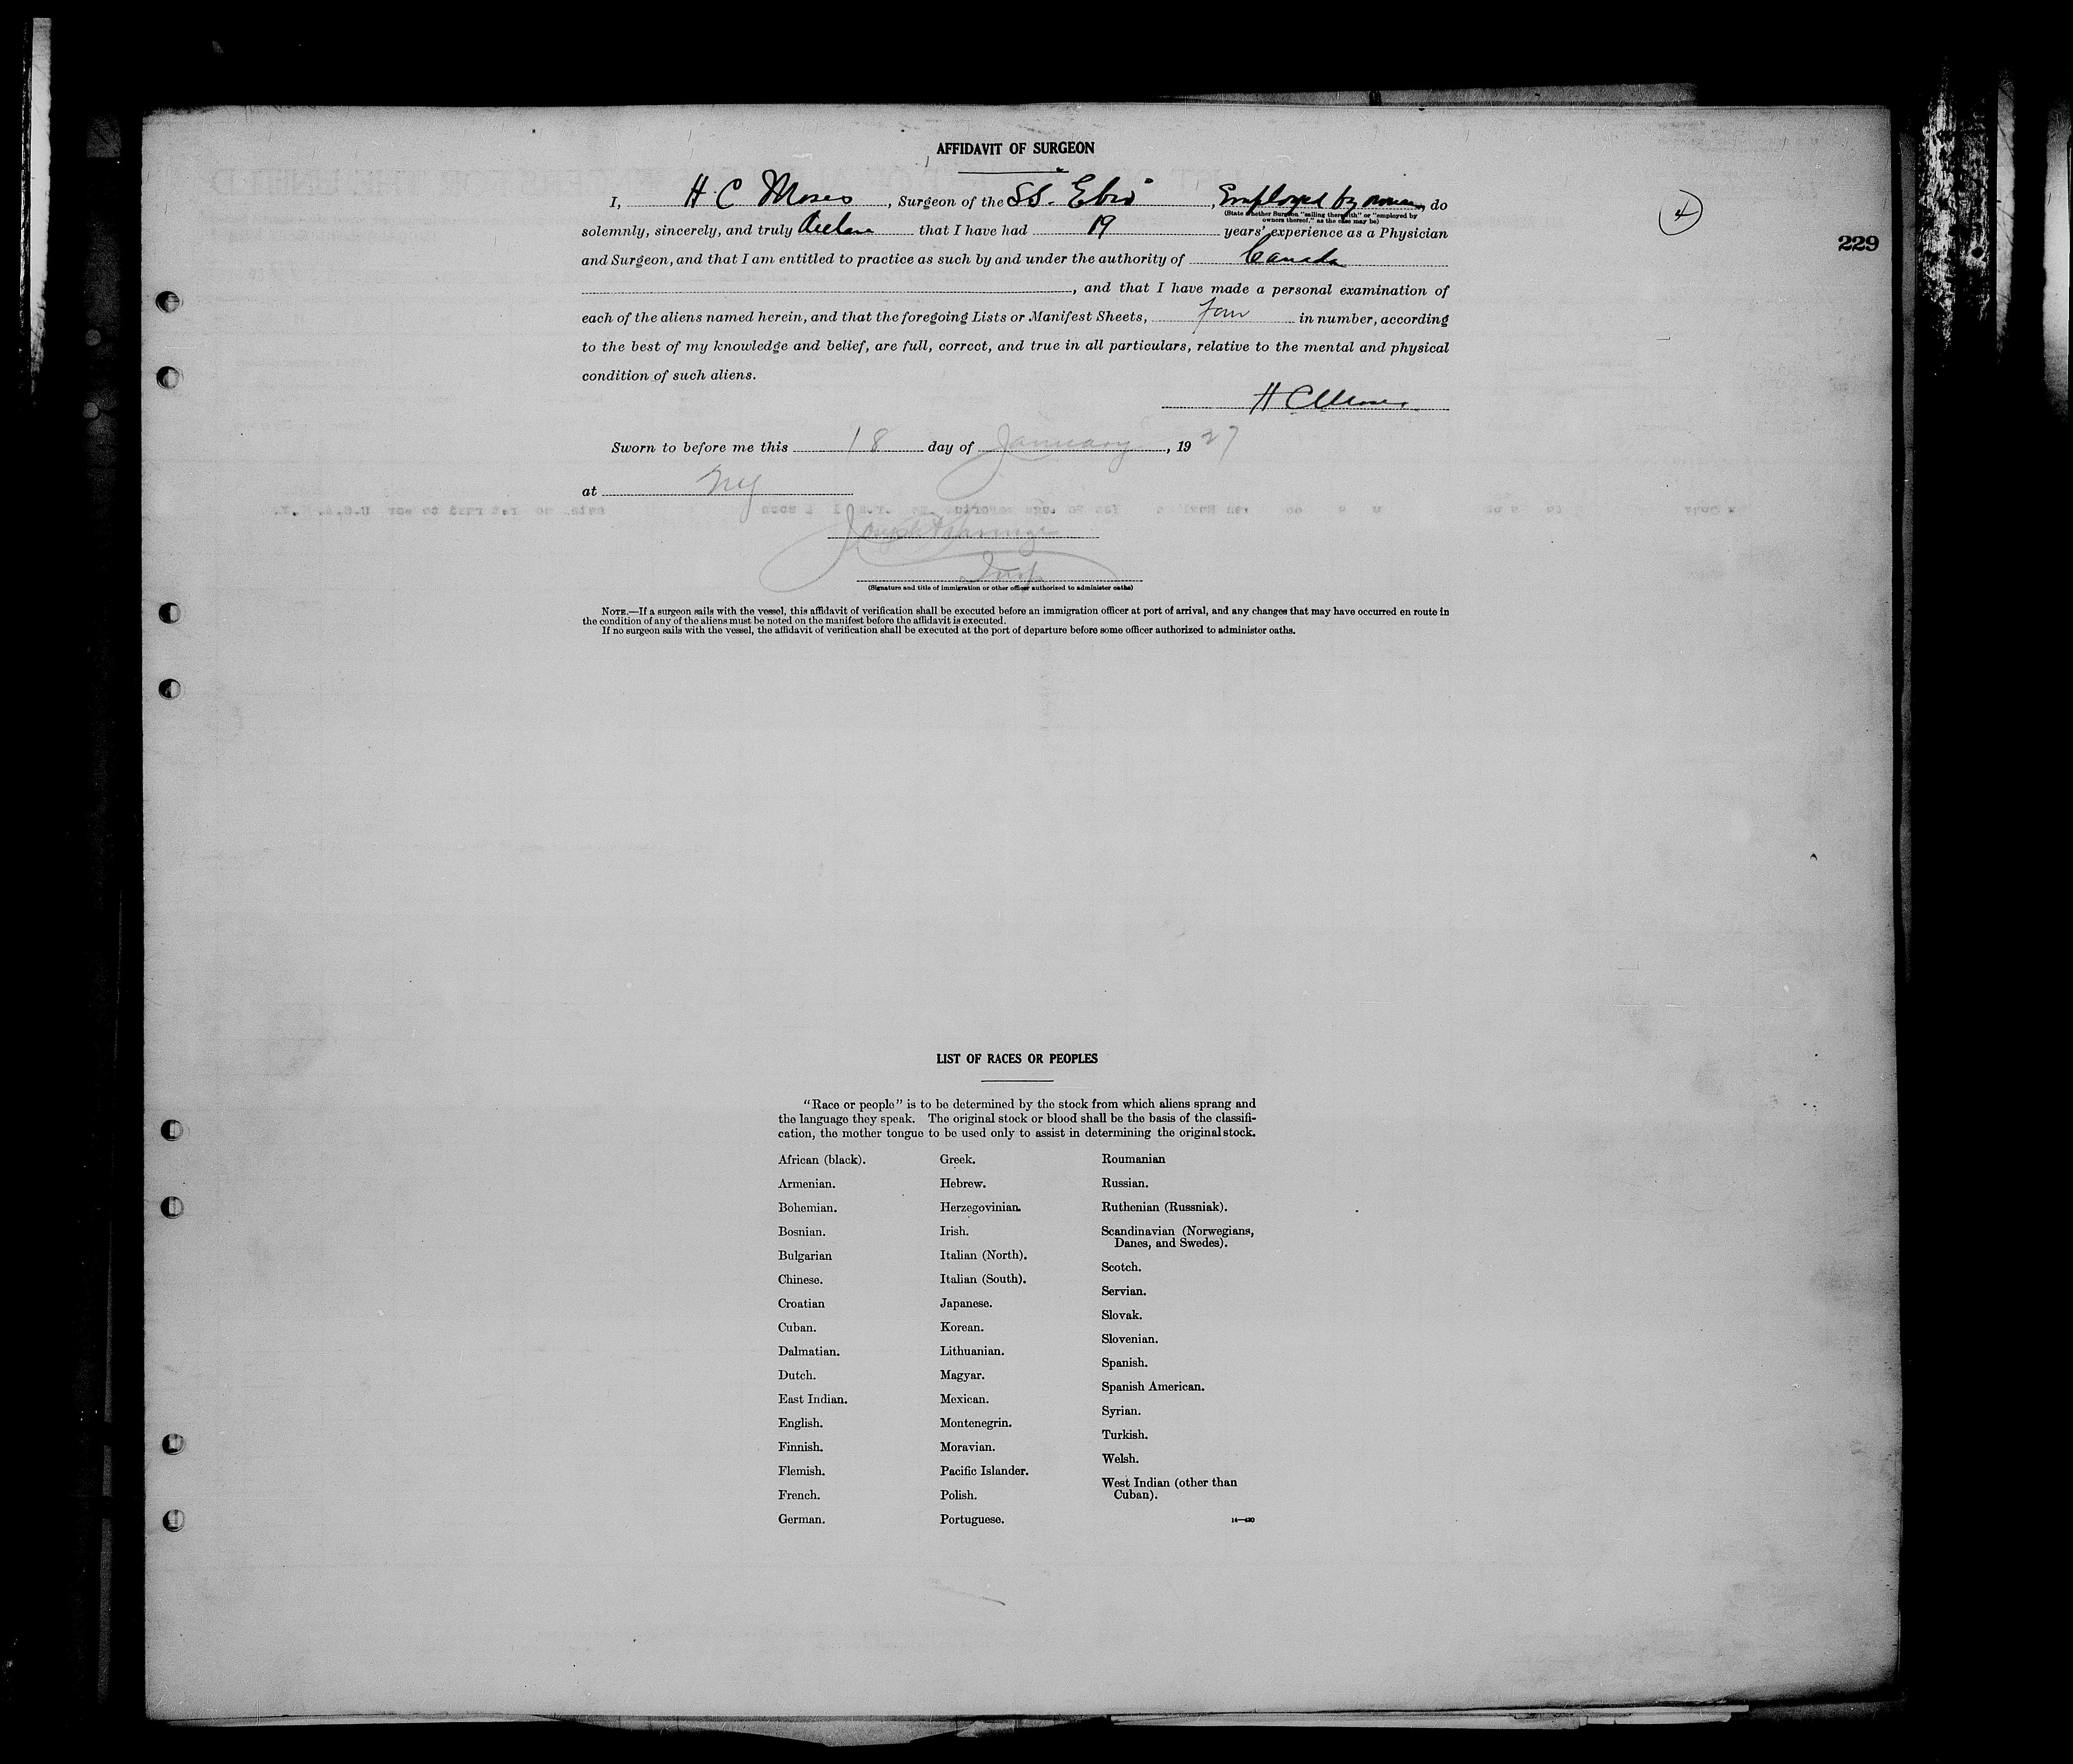 AFFIDAVIT OF SURGEON
I, H C Moses, Surgeon of the SS. Ebro, Employed by owners, do
(State whether Surgeon "sailing therewith" or "employed by
owners thereof," as the case may be)
solemnly, sincerely, and truly declare that I have had 19 years' experience as a Physician
and Surgeon, and that I am entitled to practice as such by and under the authority of Canada
, and that I have made a personal examination of
each of the aliens named herein, and that the foregoing Lists or Manifest Sheets, Four in number, according
to the best of my knowledge and belief, are full, correct, and true in all particulars, relative to the mental and physical
condition of such aliens.
H C Moses
Sworn to before me this 18 day of January, 1927
at NY
Insp
(Signature and title of immigration or other officer authorized to administer oaths)
NOTE.—If a surgeon sails with the vessel, this affidavit of verification shall be executed before an immigration officer at port of arrival, and any changes that may have occurred en route in
the condition of any of the aliens must be noted on the manifest before the affidavit is executed.
If no surgeon sails with the vessel, the affidavit of verification shall be executed at the port of departure before some officer authorized to administer oaths.
4
229
LIST OF RACES OR PEOPLES
"Race or people" is to be determined by the stock from which aliens sprang and
the language they speak. The original stock or blood shall be the basis of the classifi-
cation, the mother tongue to be used only to assist in determining the original stock.
African (black).
Armenian.
Bohemian.
Bosnian.
Bulgarian
Chinese.
Croatian
Cuban.
Dalmatian.
Dutch.
East Indian.
English.
Finnish.
Flemish.
French.
German.
Greek.
Hebrew.
Herzegovinian.
Irish.
Italian (North).
Italian (South).
Japanese.
Korean.
Lithuanian.
Magyar.
Mexican.
Montenegrin.
Moravian.
Pacific Islander.
Polish.
Portuguese.
Roumanian
Russian.
Ruthenian (Russniak).
Scandinavian (Norwegians,
Danes, and Swedes).
Scotch.
Servian.
Slovak.
Slovenian.
Spanish.
Spanish American.
Syrian.
Turkish.
Welsh.
West Indian (other than
Cuban).